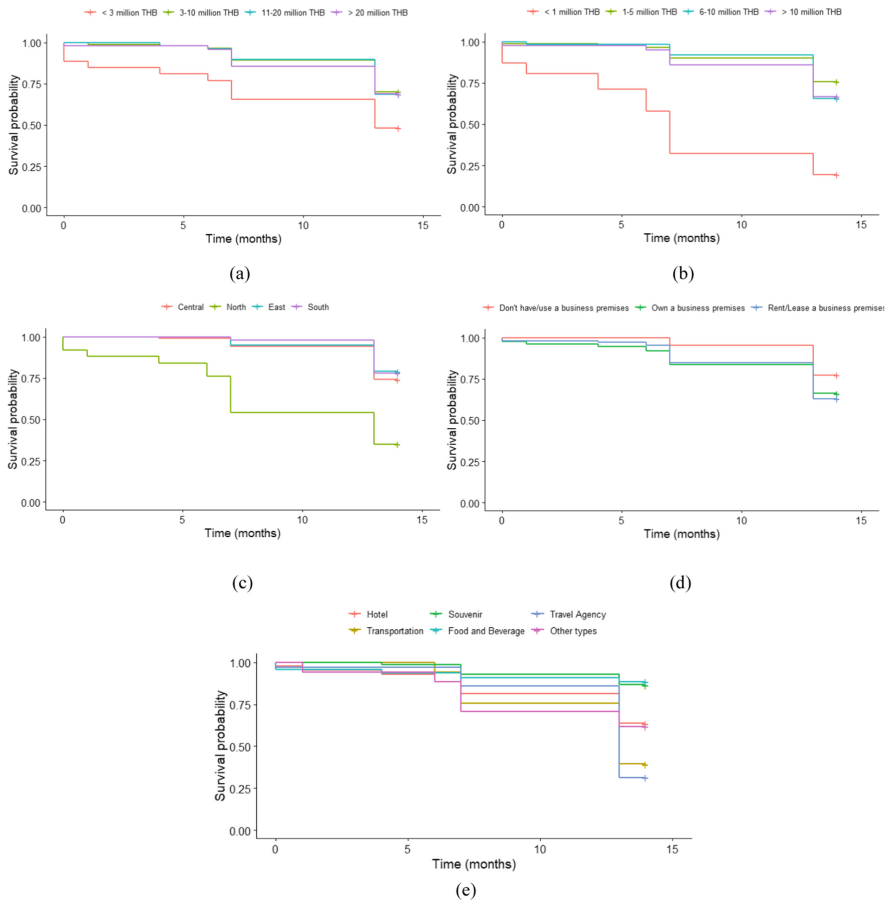 < 3 million THB 3-10 million THB 11-20 million THB > 20 million THB
Survival probability
1.00
0.75
0.50
0.25
0.00
0 5 10 15
Time (months)
(a)
< 1 million THB 1-5 million THB 6-10 million THB > 10 million THB
Survival probability
1.00
0.75
0.50
0.25
0.00
0 5 10 15
Time (months)
(b)
Central North East South
Survival probability
1.00
0.75
0.50
0.25
0.00
0 5 10 15
Time (months)
(c)
Don't have/use a business premises Own a business premises Rent/Lease a business premises
Survival probability
1.00
0.75
0.50
0.25
0.00
0 5 10 15
Time (months)
(d)
Hotel Souvenir Travel Agency
Transportation Food and Beverage Other types
Survival probability
1.00
0.75
0.50
0.25
0.00
0 5 10 15
Time (months)
(e)